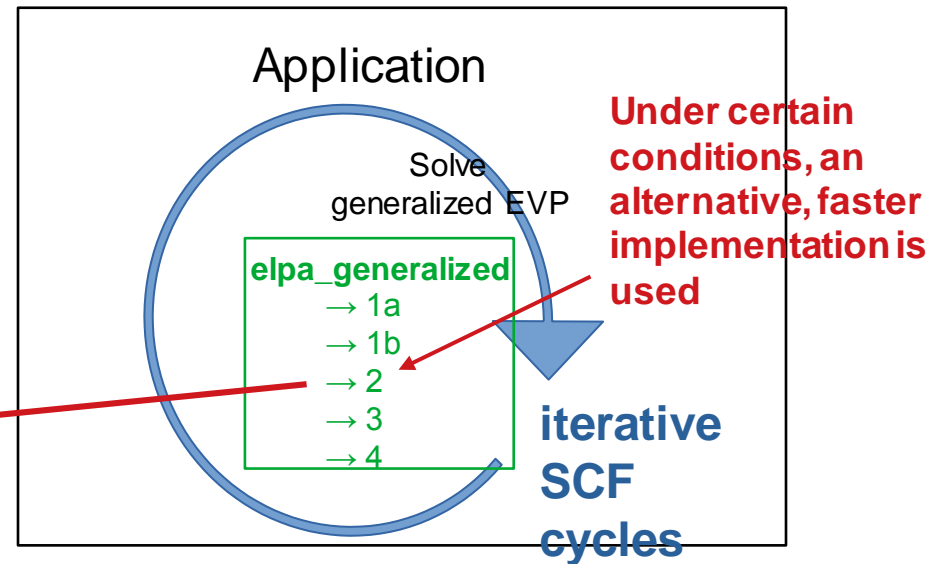 Application
Solve
generalized EVP
elpa_generalized
→ 1a
→ 1b
→ 2
→ 3
→ 4
Under certain
conditions, an
alternative, faster
implementation is
used
iterative
SCF
cycles